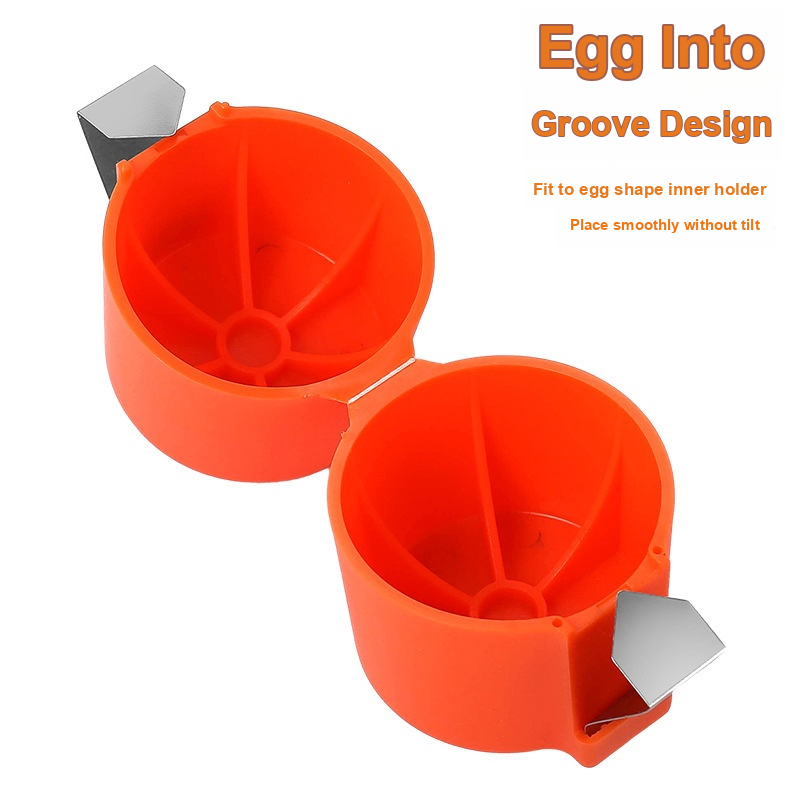 Egg Into
Groove Design
Fit to egg shape inner holder
Place smoothly without tilt